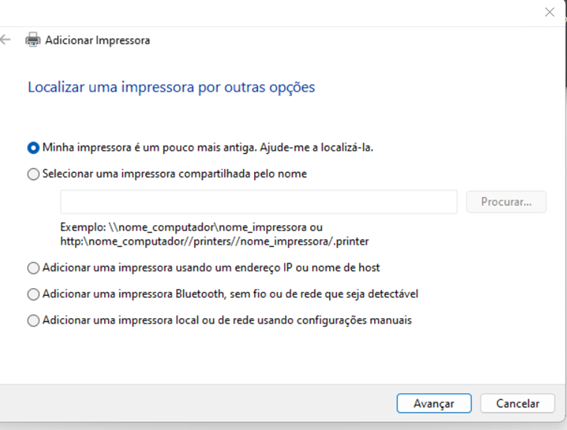 Adicionar Impressora
Localizar uma impressora por outras opções
Minha impressora é um pouco mais antiga. Ajude-me a localizá-la.
Selecionar uma impressora compartilhada pelo nome
Procurar...
Exemplo: \\nome_computador\nome_impressora ou
http:\nome_computador//printers//nome_impressora/.printer
Adicionar uma impressora usando um endereço IP ou nome de host
Adicionar uma impressora Bluetooth, sem fio ou de rede que seja detectável
Adicionar uma impressora local ou de rede usando configurações manuais
Avançar
Cancelar